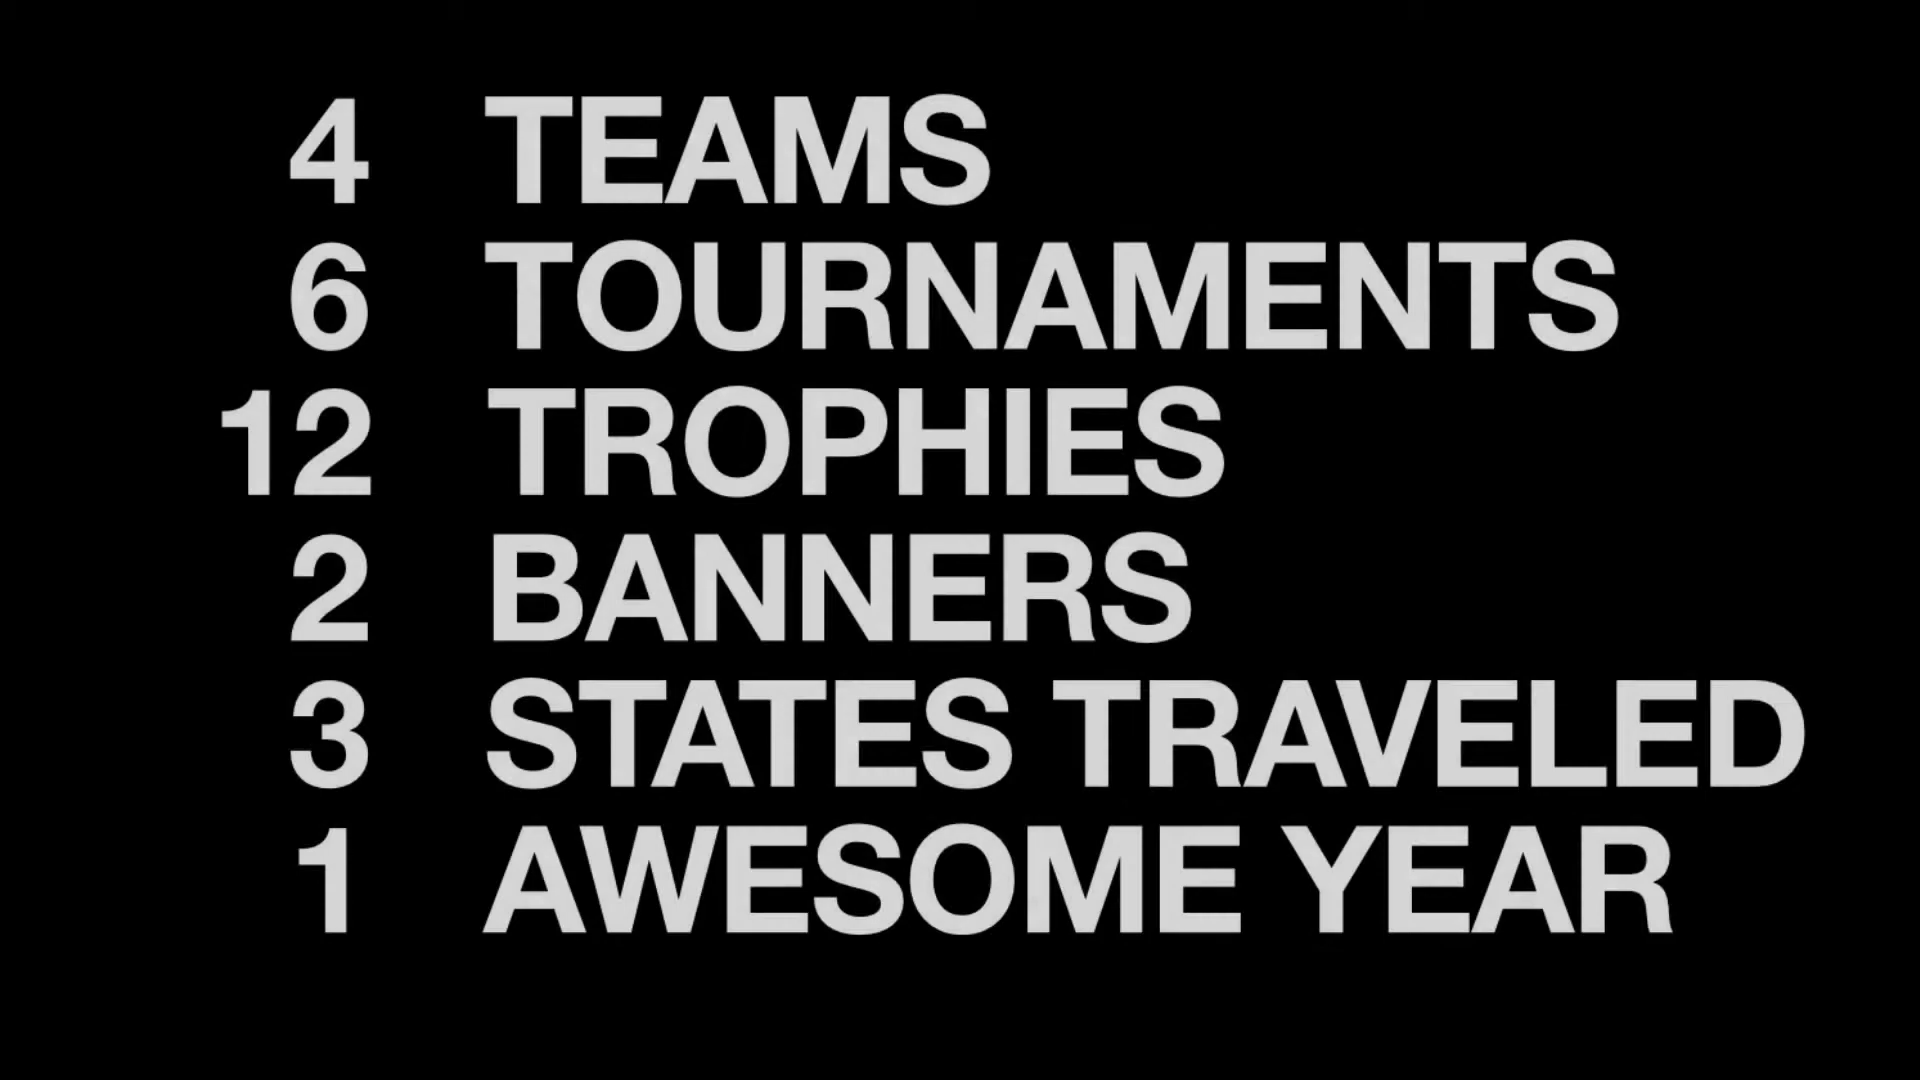 4 TEAMS
6 TOURNAMENTS
12 TROPHIES
2 BANNERS
3 STATES TRAVELED
1 AWESOME YEAR